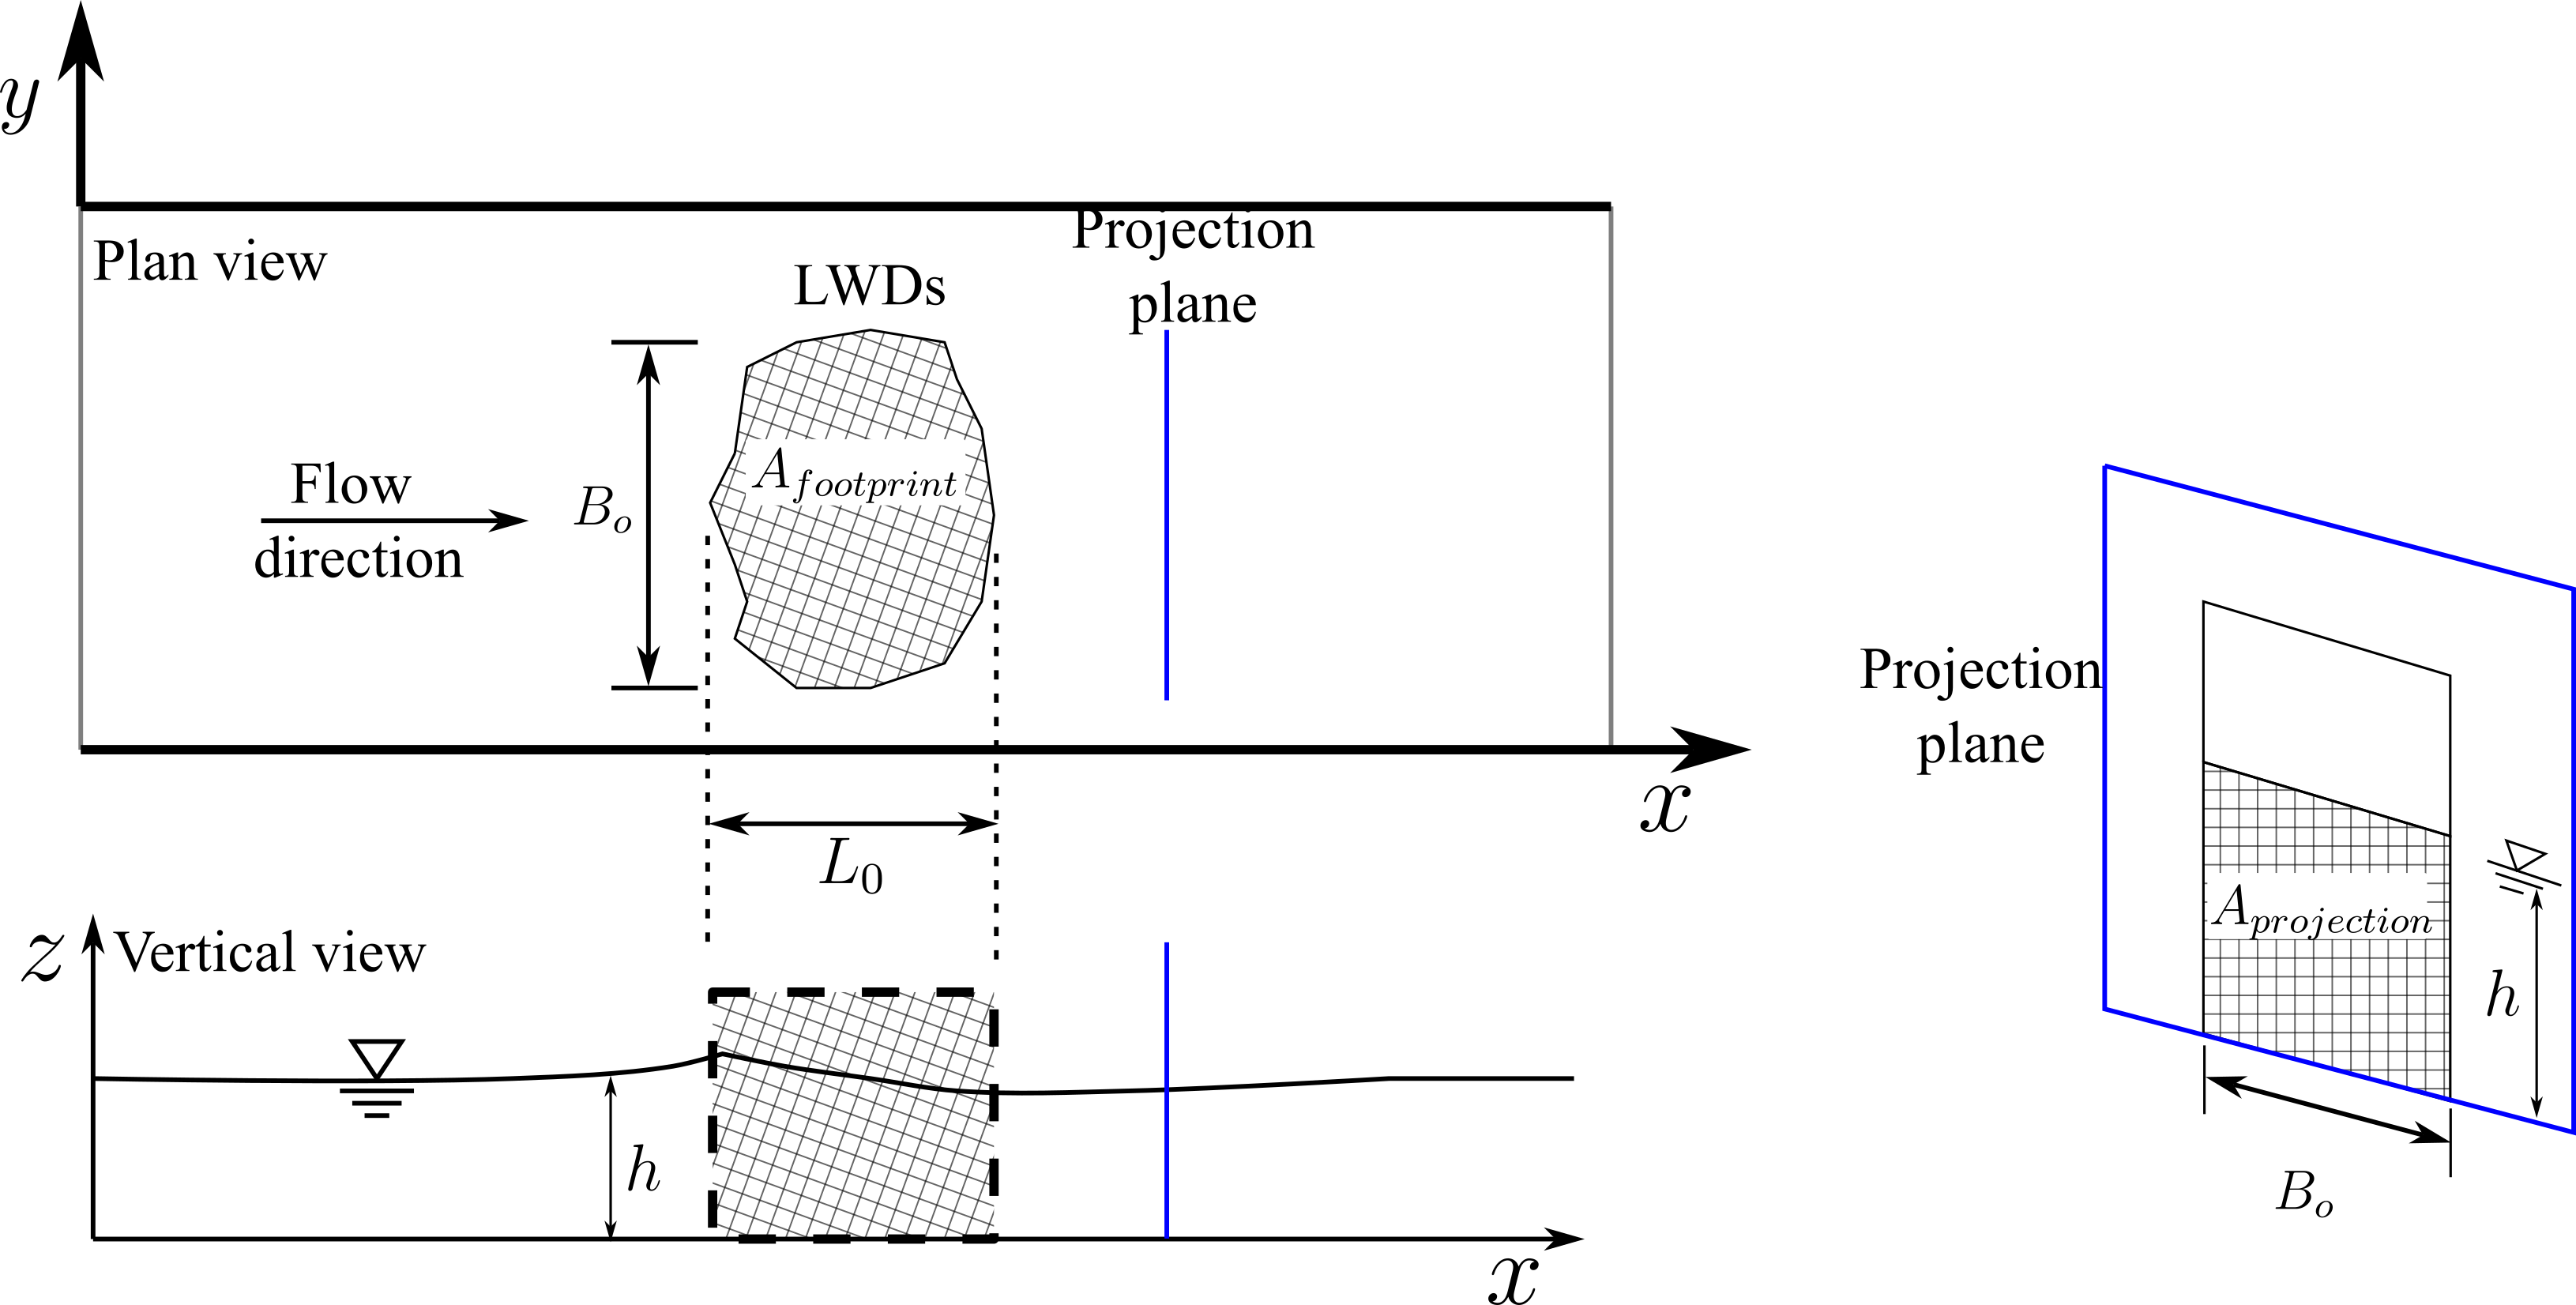 y
Projection
plane
Plan view
LWDs
A_{footprint}
Flow
direction
B_o
x
L_0
z
Vertical view
h
x
Projection
plane
A_{projection}
h
B_o